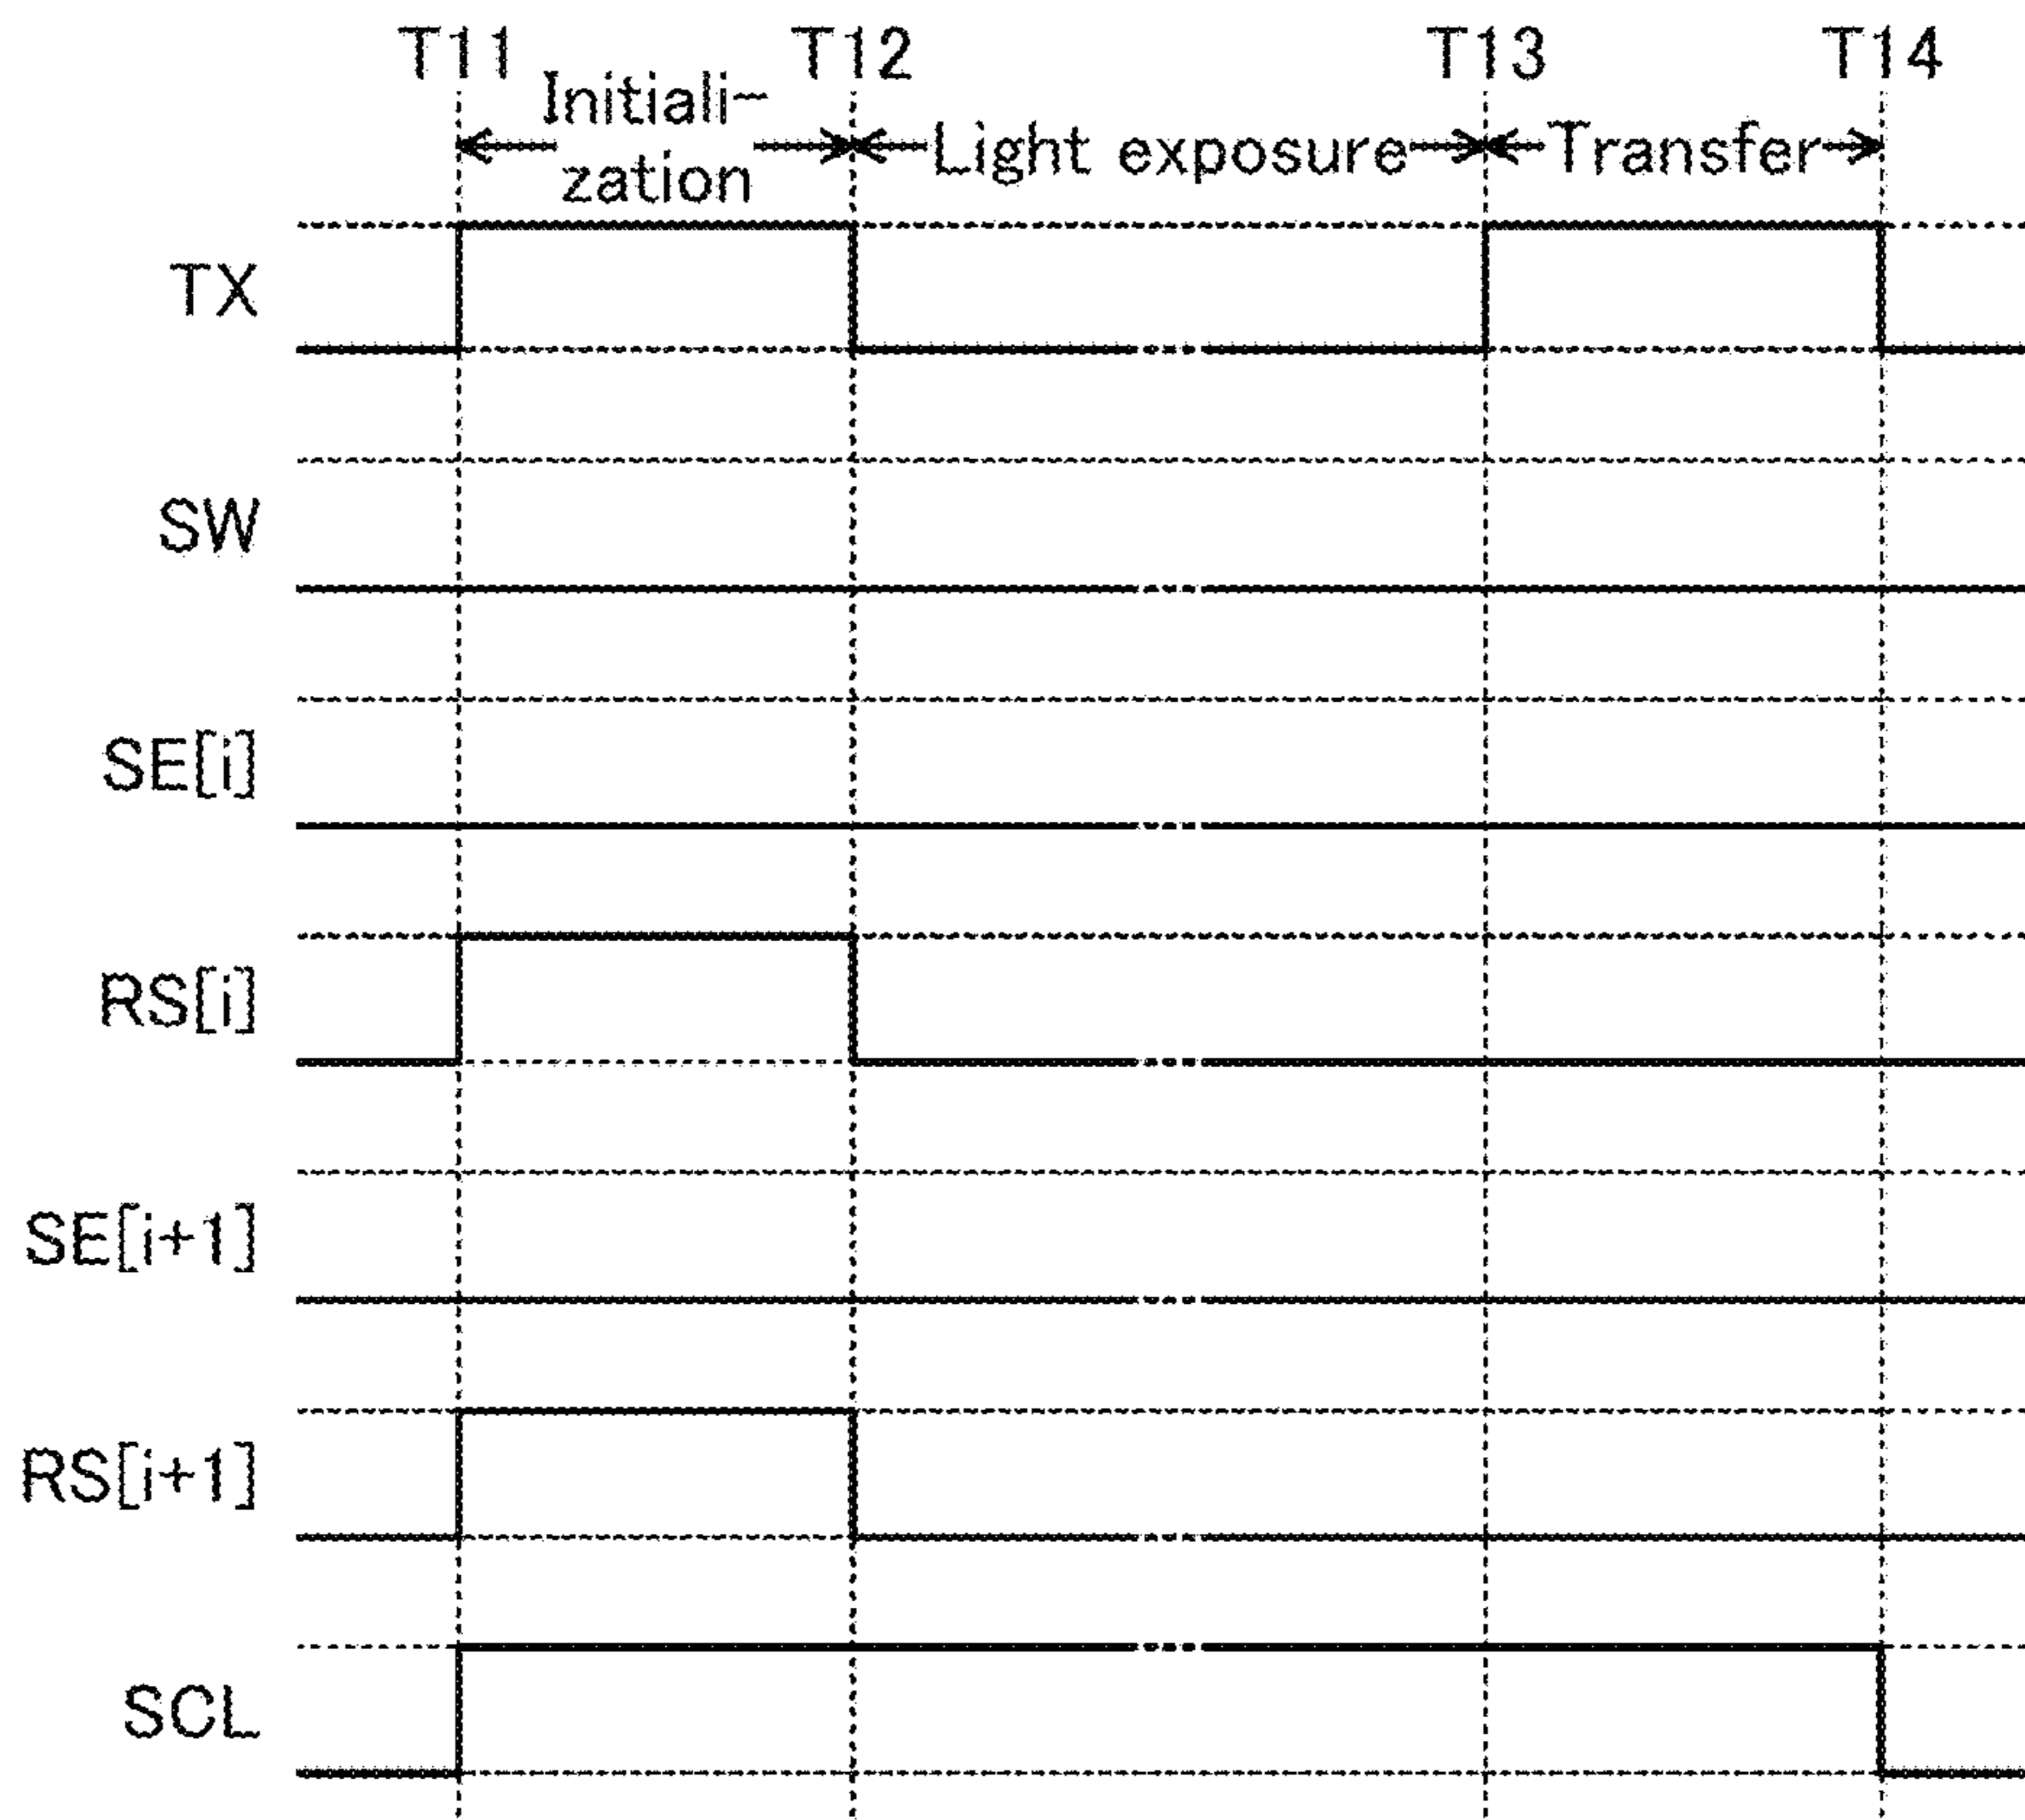 T11 T12 T13 T14
Initiali-
zation
Light exposure
Transfer
TX
SW
SE[i]
RS[i]
SE[i+1]
RS[i+1]
SCL